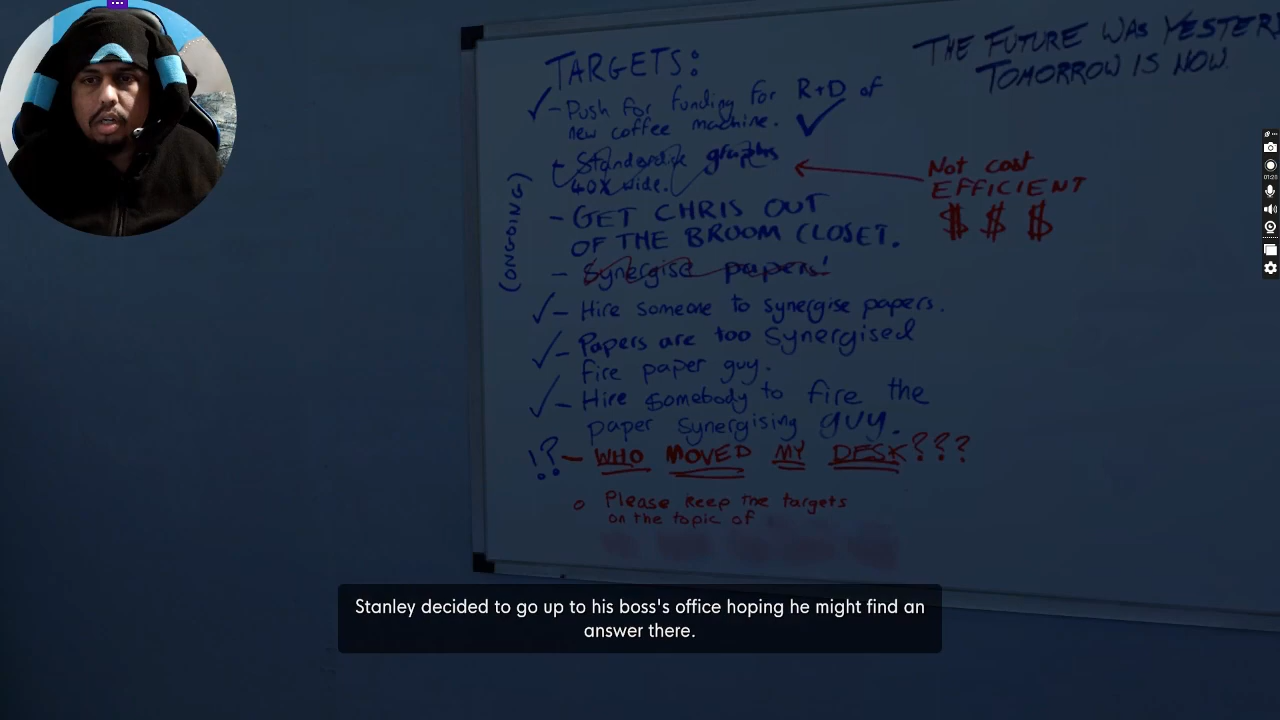 THE FUTURE WAS YESTER
TOMORROW IS NOW.
TARGETS:
✓ - Push for funding for R+D of
new coffee machine. ✓
- Standardize graphs
40X wide.
Not cost
EFFICIENT
$ $ $
(ONGOING)
- GET CHRIS OUT
OF THE BROOM CLOSET.
- Synergise papers!
✓ - Hire someone to synergise papers.
✓ - Papers are too synergised
fire paper guy.
✓ - Hire somebody to fire the
paper synergising guy.
!? - WHO MOVED MY DESK???
o Please keep the targets
on the topic of
Stanley decided to go up to his boss's office hoping he might find an
answer there.